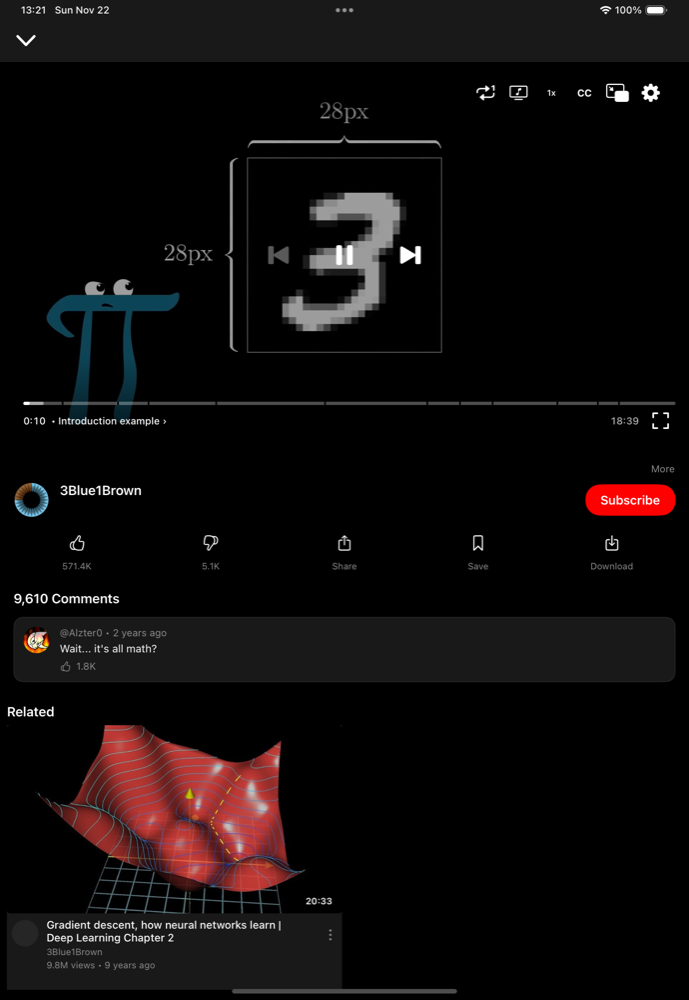 13:21 Sun Nov 22
100%
1x
CC
28px
28px
3
0:10 • Introduction example ›
18:39
More
3Blue1Brown
Subscribe
571.4K
5.1K
Share
Save
Download
9,610 Comments
@Alzter0 • 2 years ago
Wait... it's all math?
1.8K
Related
20:33
Gradient descent, how neural networks learn |
Deep Learning Chapter 2
3Blue1Brown
9.8M views • 9 years ago